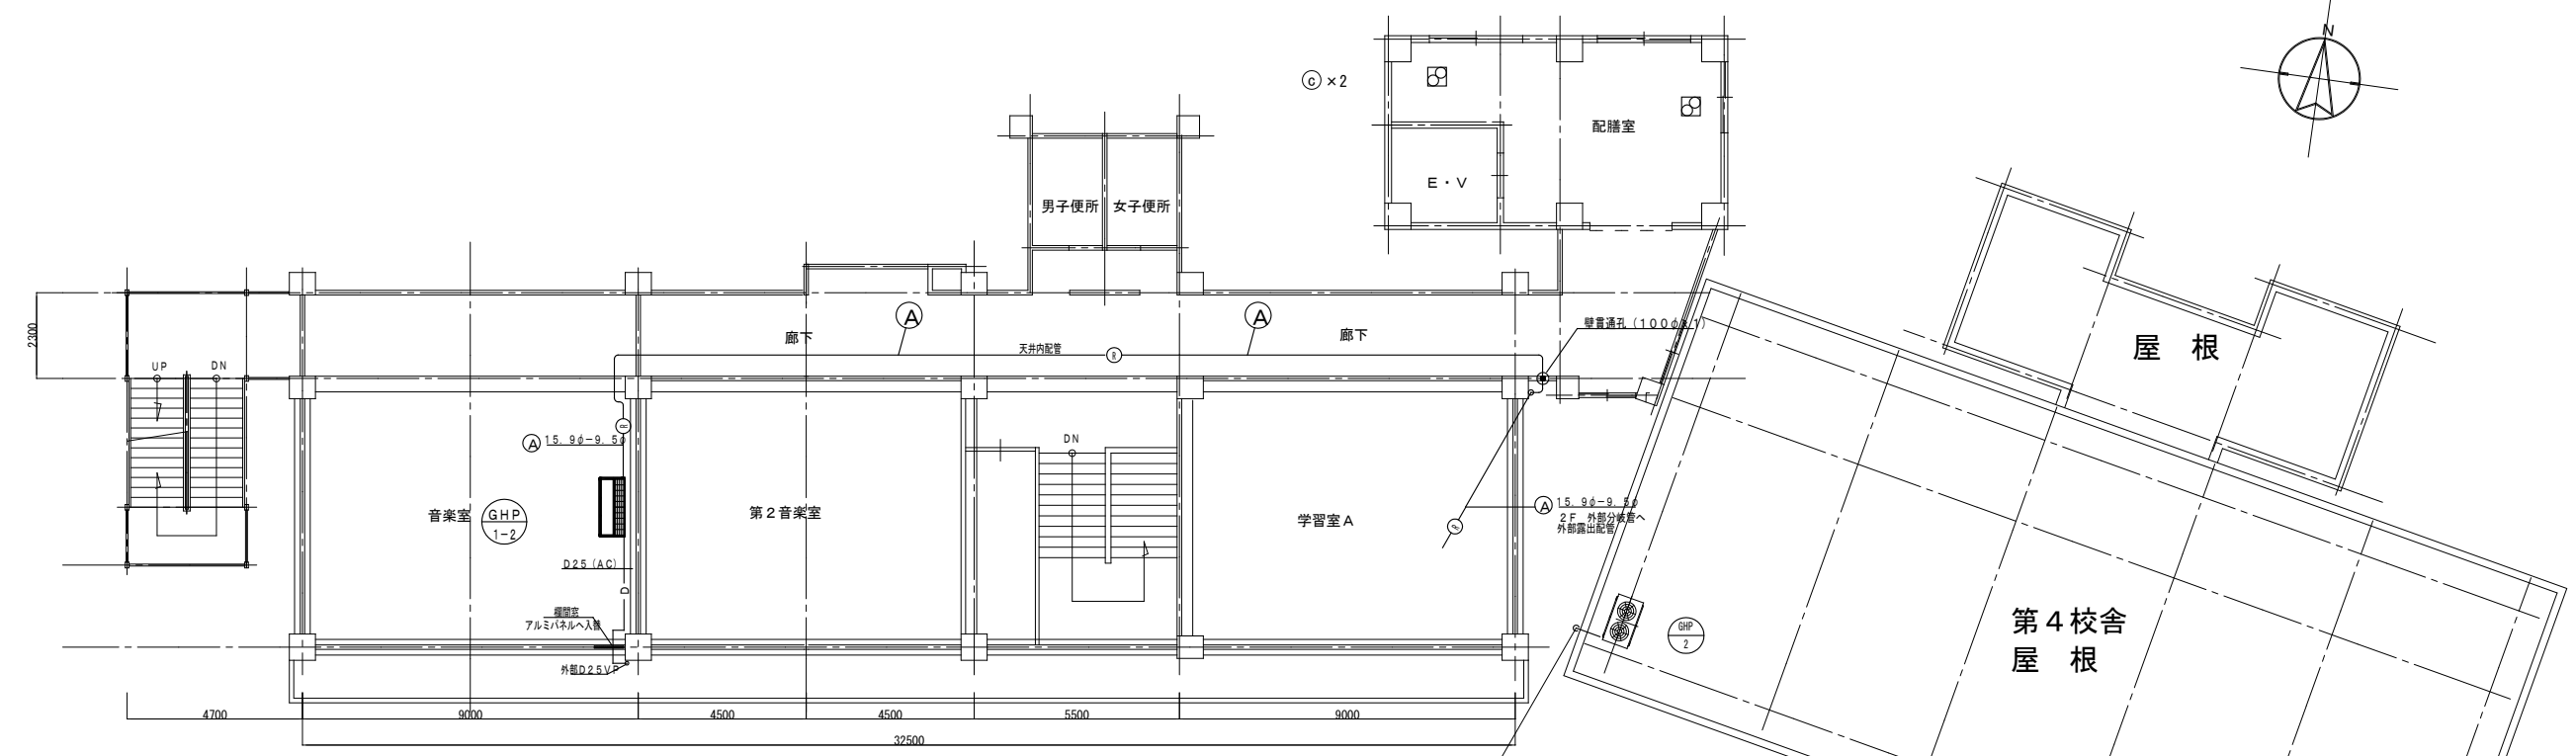 N
ⓒ×2
配膳室
E・V
男子便所
女子便所
2300
廊下
Ⓐ
天井内配管
Ⓡ
Ⓐ
廊下
壁貫通孔(100φ×1)
屋 根
UP
DN
Ⓐ 15.9φ-9.5φ
DN
音楽室
GHP
1-2
第2音楽室
学習室A
Ⓐ 15.9φ-9.5φ
2F 外部分岐管へ
外部露出配管
D25(AC)
D
欄間窓
アルミパネルへ入替
外部D25VP
GHP
2
第4校舎
屋 根
4700
9000
4500
4500
5500
9000
32500